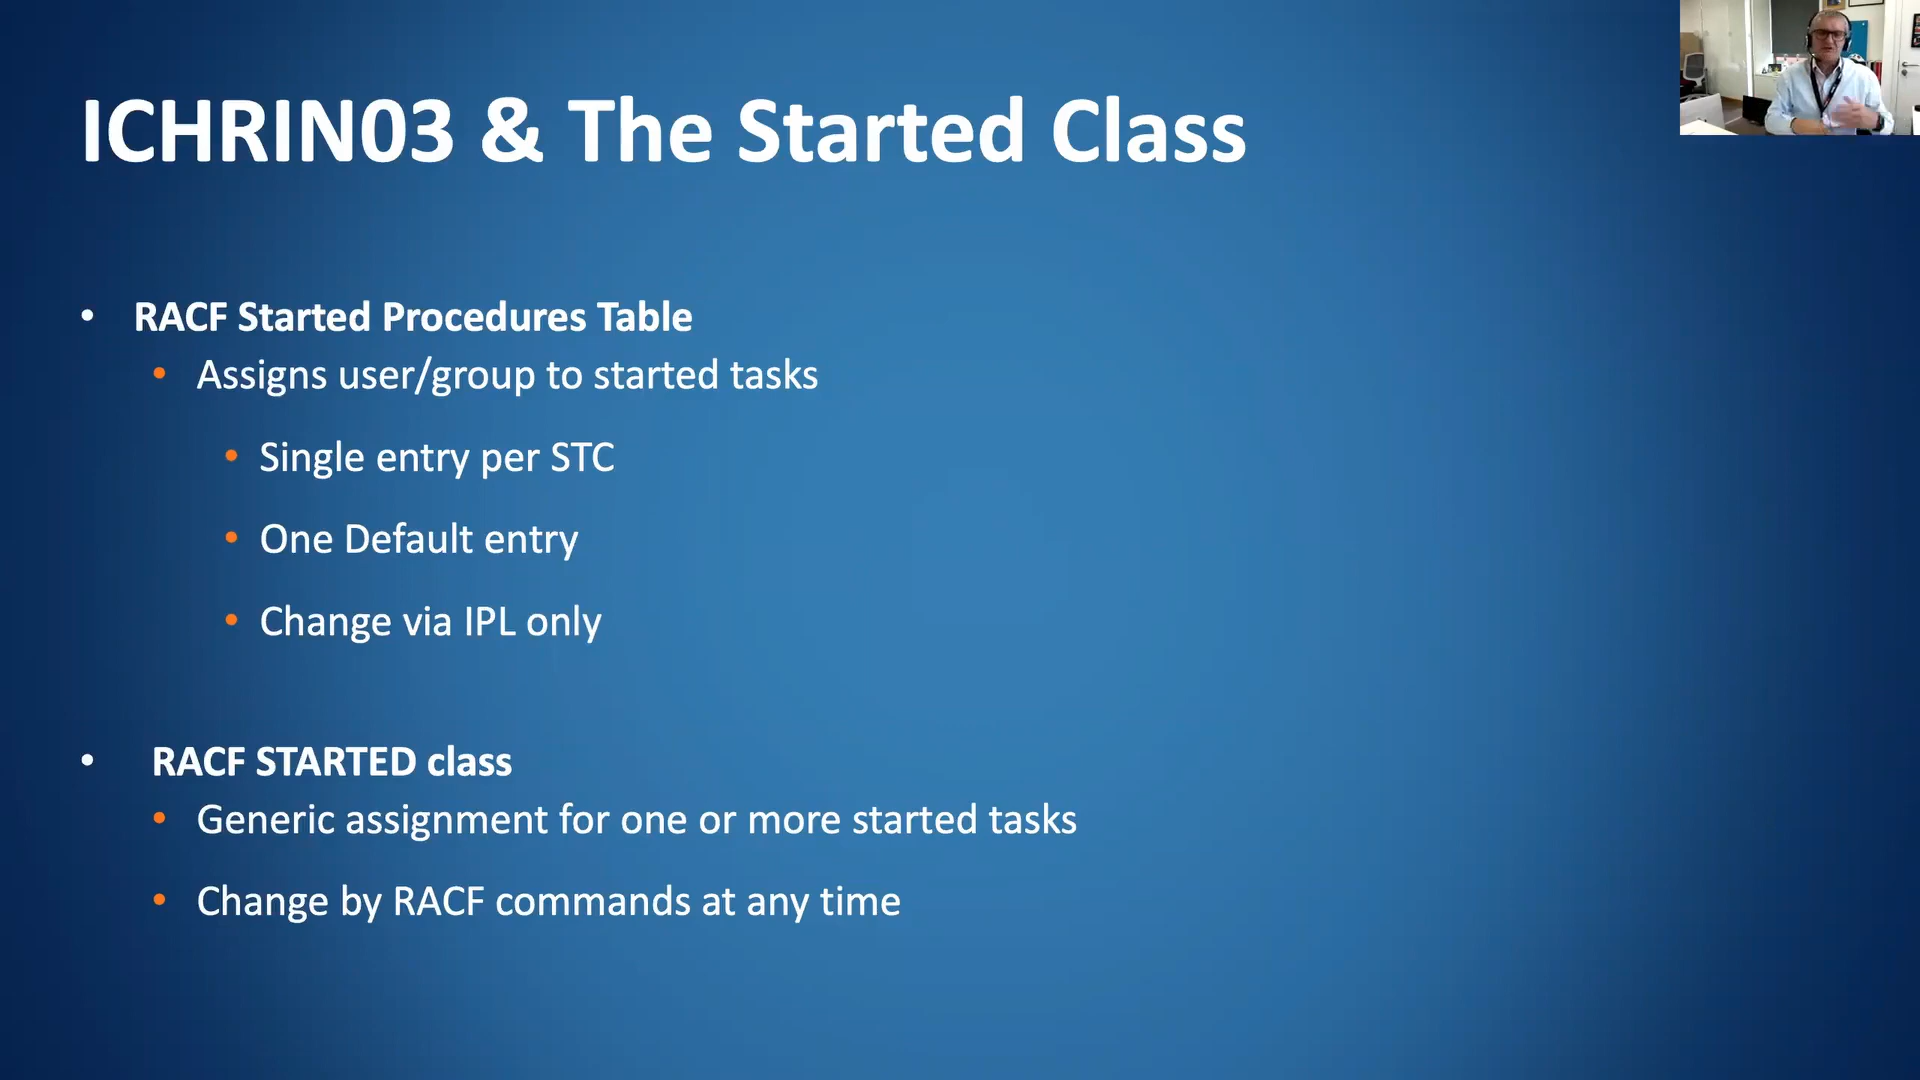 ICHRIN03 & The Started Class
• RACF Started Procedures Table
• Assigns user/group to started tasks
• Single entry per STC
• One Default entry
• Change via IPL only
• RACF STARTED class
• Generic assignment for one or more started tasks
• Change by RACF commands at any time